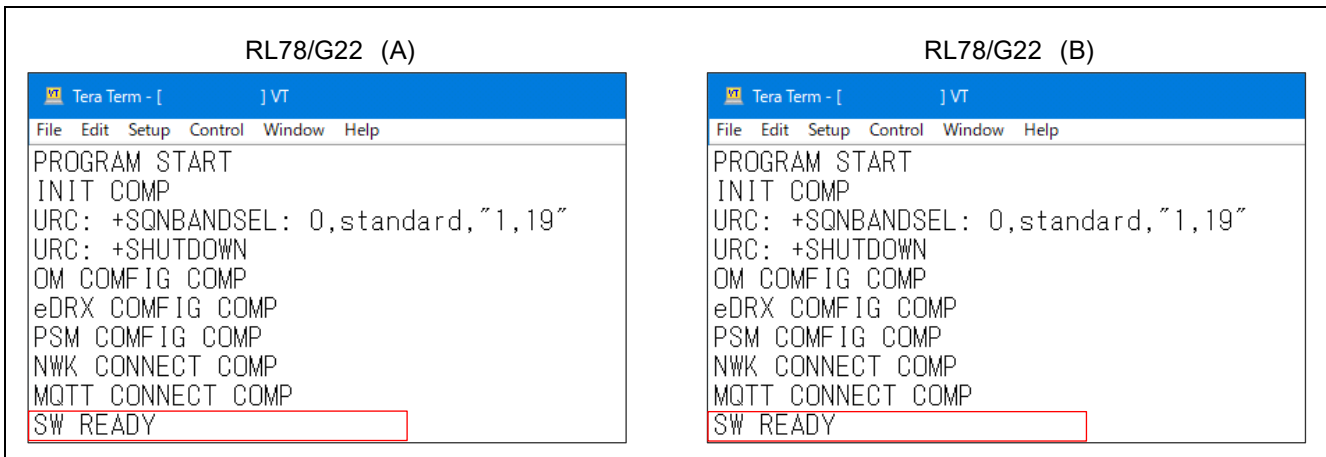 RL78/G22 (A)
Tera Term - [ ] VT
File Edit Setup Control Window Help
PROGRAM START
INIT COMP
URC: +SQNBANDSEL: 0,standard,"1,19"
URC: +SHUTDOWN
OM COMFIG COMP
eDRX COMFIG COMP
PSM COMFIG COMP
NWK CONNECT COMP
MQTT CONNECT COMP
SW READY
RL78/G22 (B)
Tera Term - [ ] VT
File Edit Setup Control Window Help
PROGRAM START
INIT COMP
URC: +SQNBANDSEL: 0,standard,"1,19"
URC: +SHUTDOWN
OM COMFIG COMP
eDRX COMFIG COMP
PSM COMFIG COMP
NWK CONNECT COMP
MQTT CONNECT COMP
SW READY